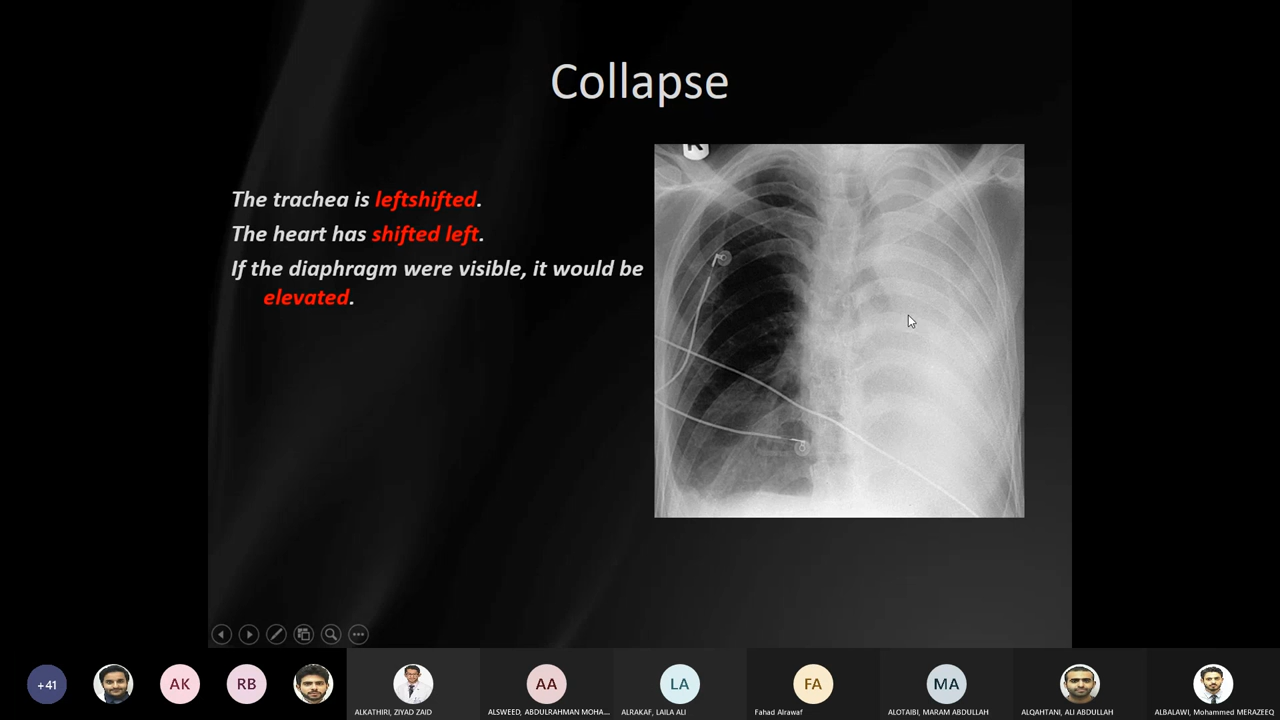 Collapse
The trachea is leftshifted.
The heart has shifted left.
If the diaphragm were visible, it would be
elevated.
R
+41
AK
RB
ALKATHIRI, ZIYAD ZAID
AA
ALSWEED, ABDULRAHMAN MOHA...
LA
ALRAKAF, LAILA ALI
FA
Fahad Alrawaf
MA
ALOTAIBI, MARAM ABDULLAH
ALQAHTANI, ALI ABDULLAH
ALBALAWI, Mohammed MERAZEEQ